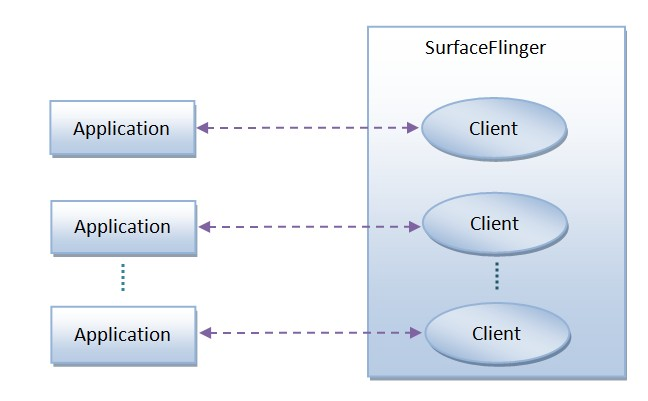 SurfaceFlinger
Application
Client
Application
Client
Application
Client